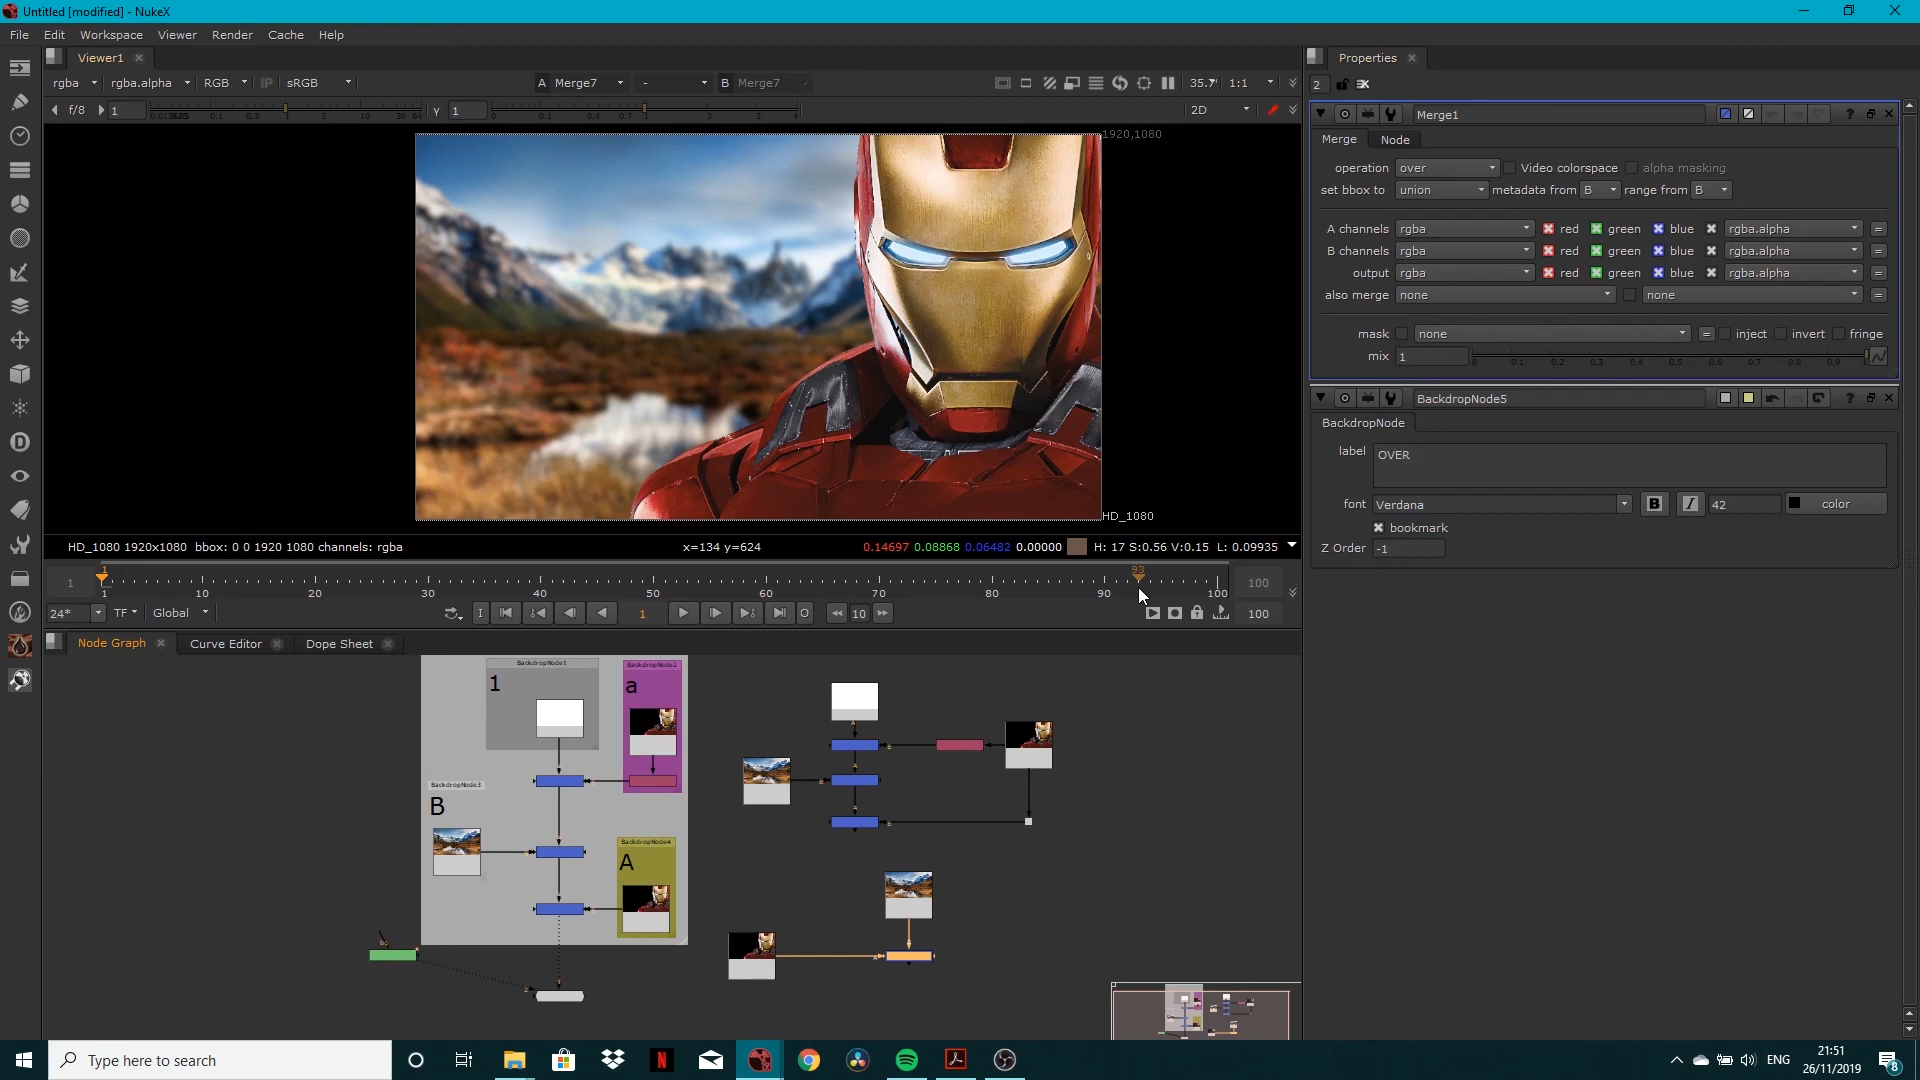 Untitled [modified] - NukeX
File Edit Workspace Viewer Render Cache Help
Viewer1
rgba rgba.alpha RGB IP sRGB A Merge7 - B Merge7 35.7 1:1
f/8 1 γ 1 2D
1920,1080
HD_1080
HD_1080 1920x1080 bbox: 0 0 1920 1080 channels: rgba x=134 y=624 0.14697 0.08868 0.06482 0.00000 H: 17 S:0.56 V:0.15 L: 0.09935
1 93
1 1 10 20 30 40 50 60 70 80 90 100 100
24* TF Global I 1 O 10 100
Node Graph Curve Editor Dope Sheet
BackdropNode1
1
BackdropNode2
a
BackdropNode3
B
BackdropNode4
A
Properties
2
Merge1
Merge Node
operation over Video colorspace alpha masking
set bbox to union metadata from B range from B
A channels rgba red green blue rgba.alpha =
B channels rgba red green blue rgba.alpha =
output rgba red green blue rgba.alpha =
also merge none none =
mask none = inject invert fringe
mix 1 0 0.1 0.2 0.3 0.4 0.5 0.6 0.7 0.8 0.9
BackdropNode5
BackdropNode
label OVER
font Verdana B I 42 color
bookmark
Z Order -1
Type here to search
ENG
21:51
26/11/2019
8